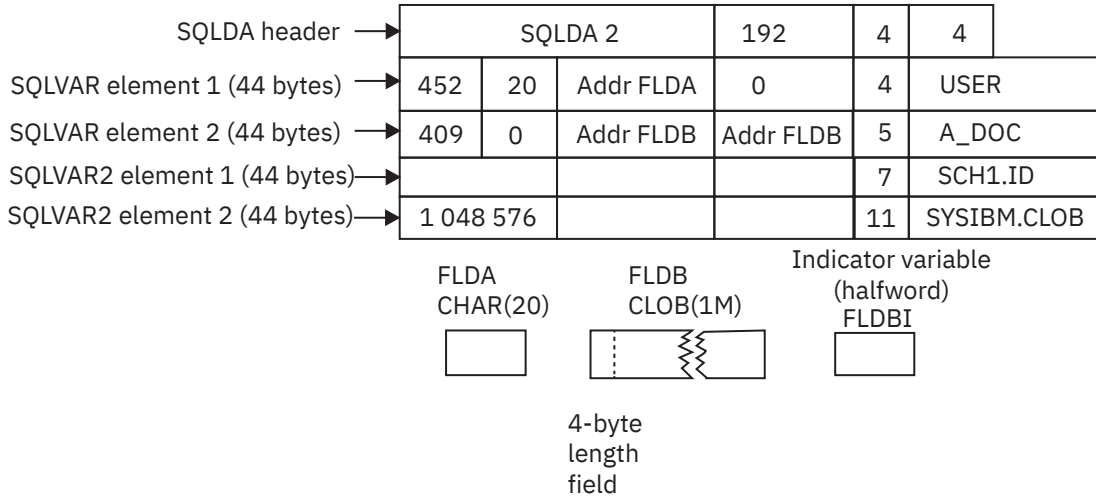 SQLDA header SQLDA 2 192 4 4
SQLVAR element 1 (44 bytes) 452 20 Addr FLDA 0 4 USER
SQLVAR element 2 (44 bytes) 409 0 Addr FLDB Addr FLDB 5 A_DOC
SQLVAR2 element 1 (44 bytes) 7 SCH1.ID
SQLVAR2 element 2 (44 bytes) 1 048 576 11 SYSIBM.CLOB
FLDA
CHAR(20)
FLDB
CLOB(1M)
Indicator variable
(halfword)
FLDBI
4-byte
length
field